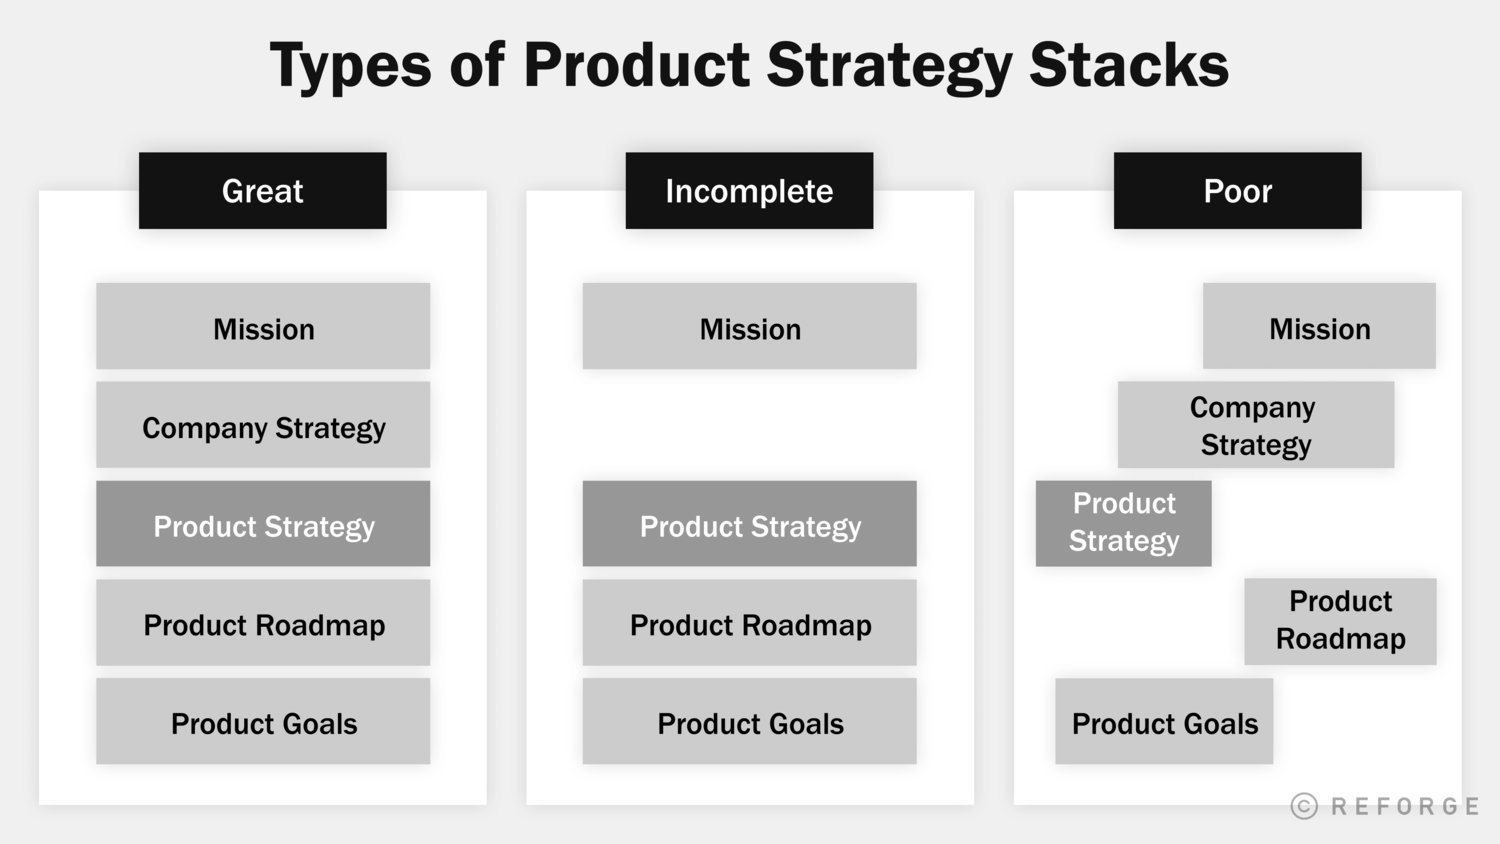 Types of Product Strategy Stacks
Great
Mission
Company Strategy
Product Strategy
Product Roadmap
Product Goals
Incomplete
Mission
Product Strategy
Product Roadmap
Product Goals
Poor
Mission
Company
Strategy
Product
Strategy
Product
Roadmap
Product Goals
© REFORGE